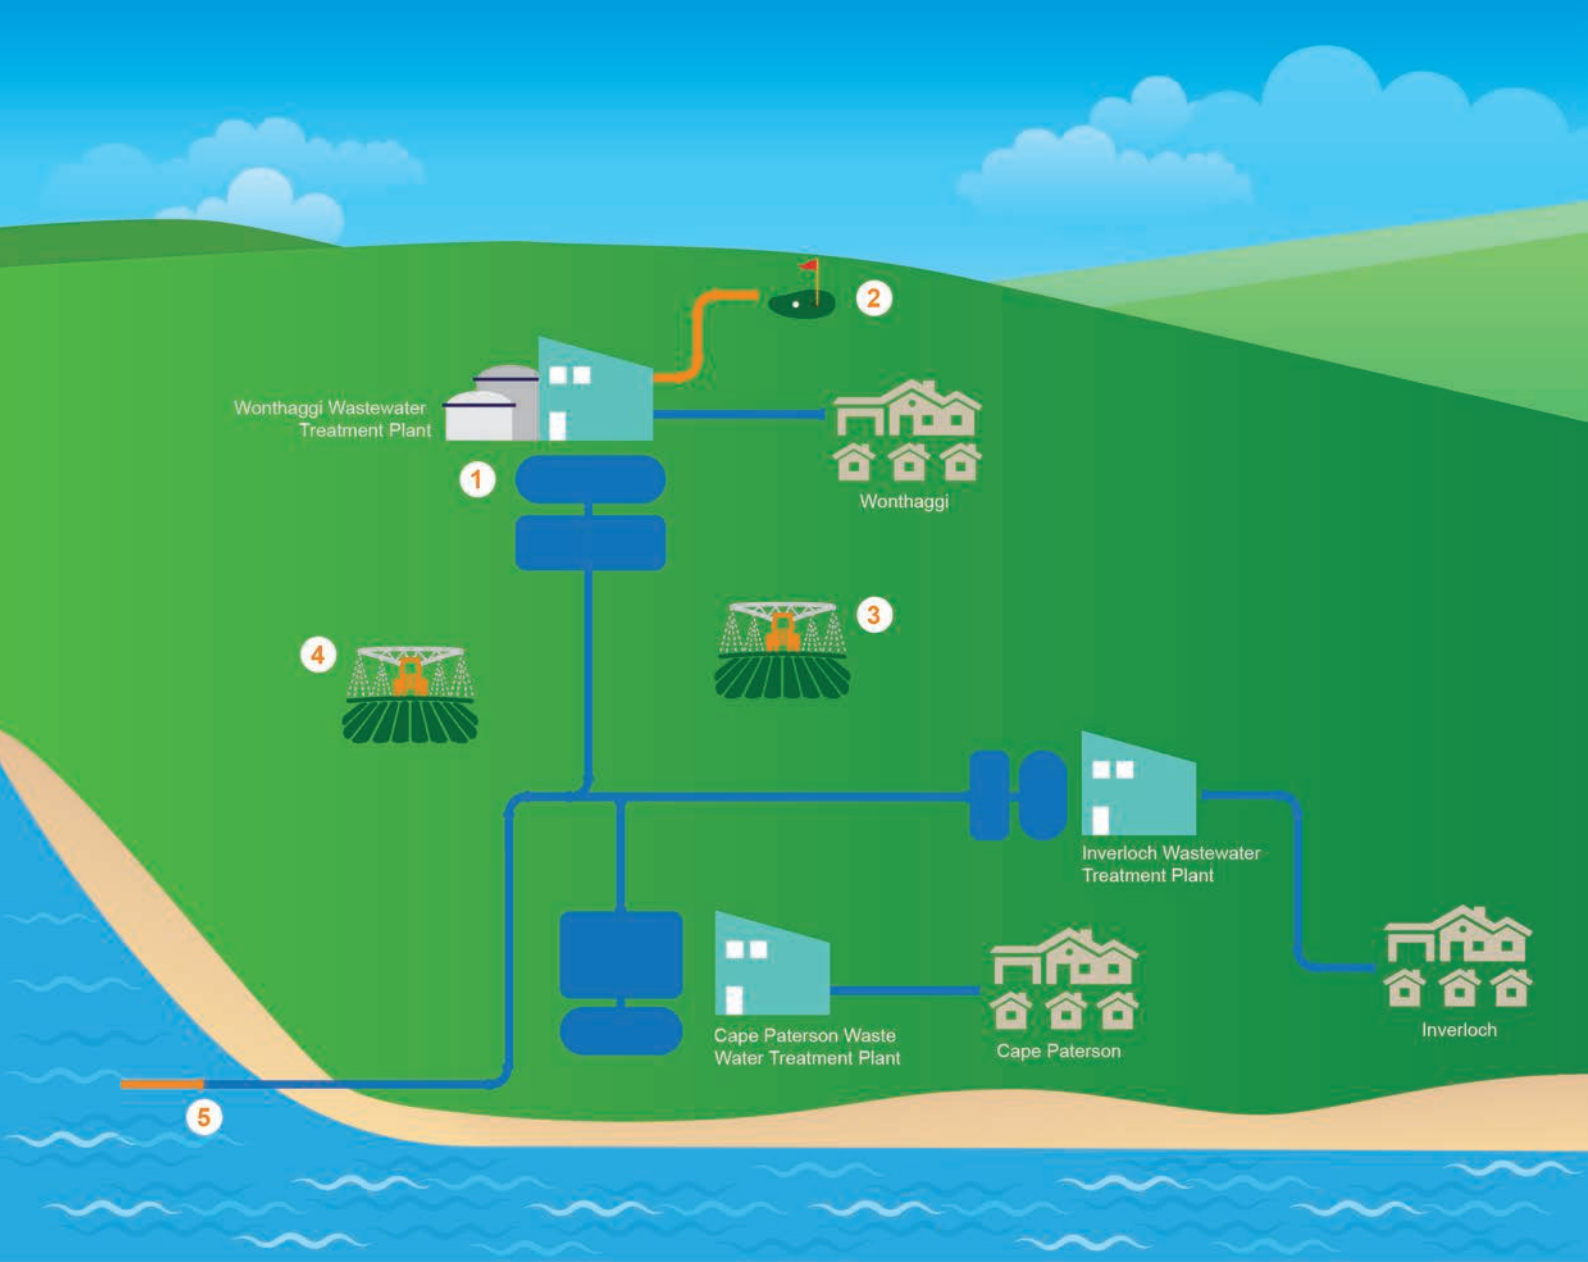 2
Wonthaggi Wastewater
Treatment Plant
1
Wonthaggi
3
4
Inverloch Wastewater
Treatment Plant
Cape Paterson Waste
Water Treatment Plant
Cape Paterson
Inverloch
5